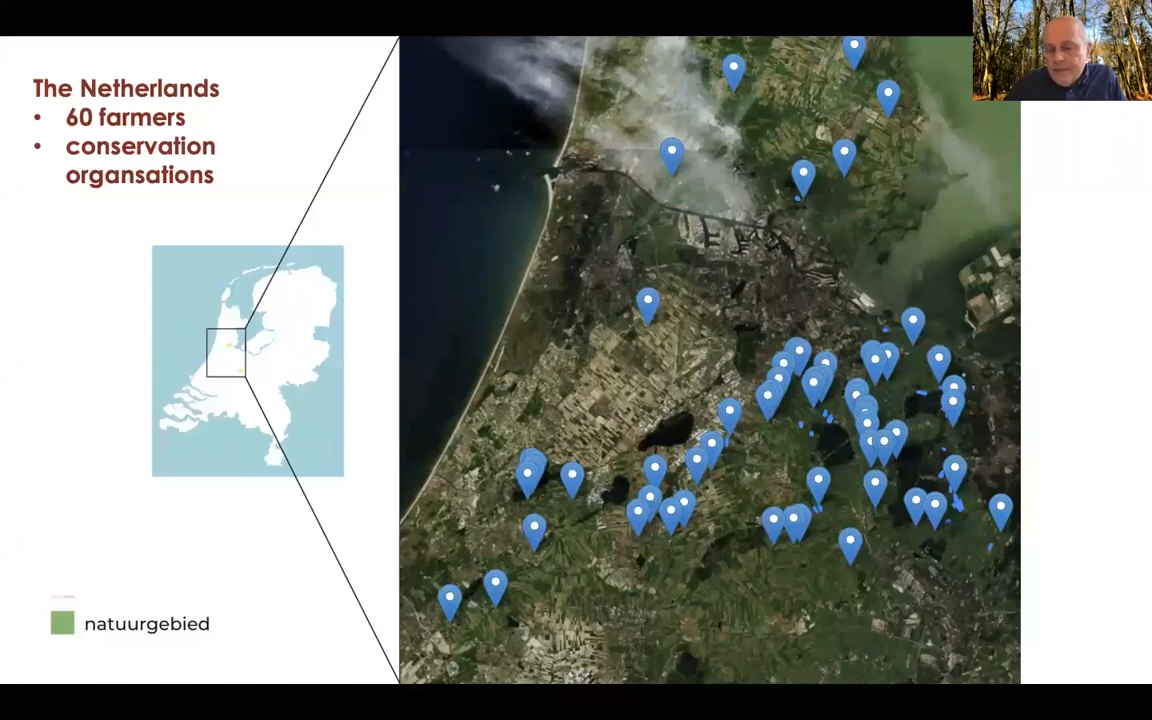 The Netherlands
• 60 farmers
• conservation
organsations
natuurgebied